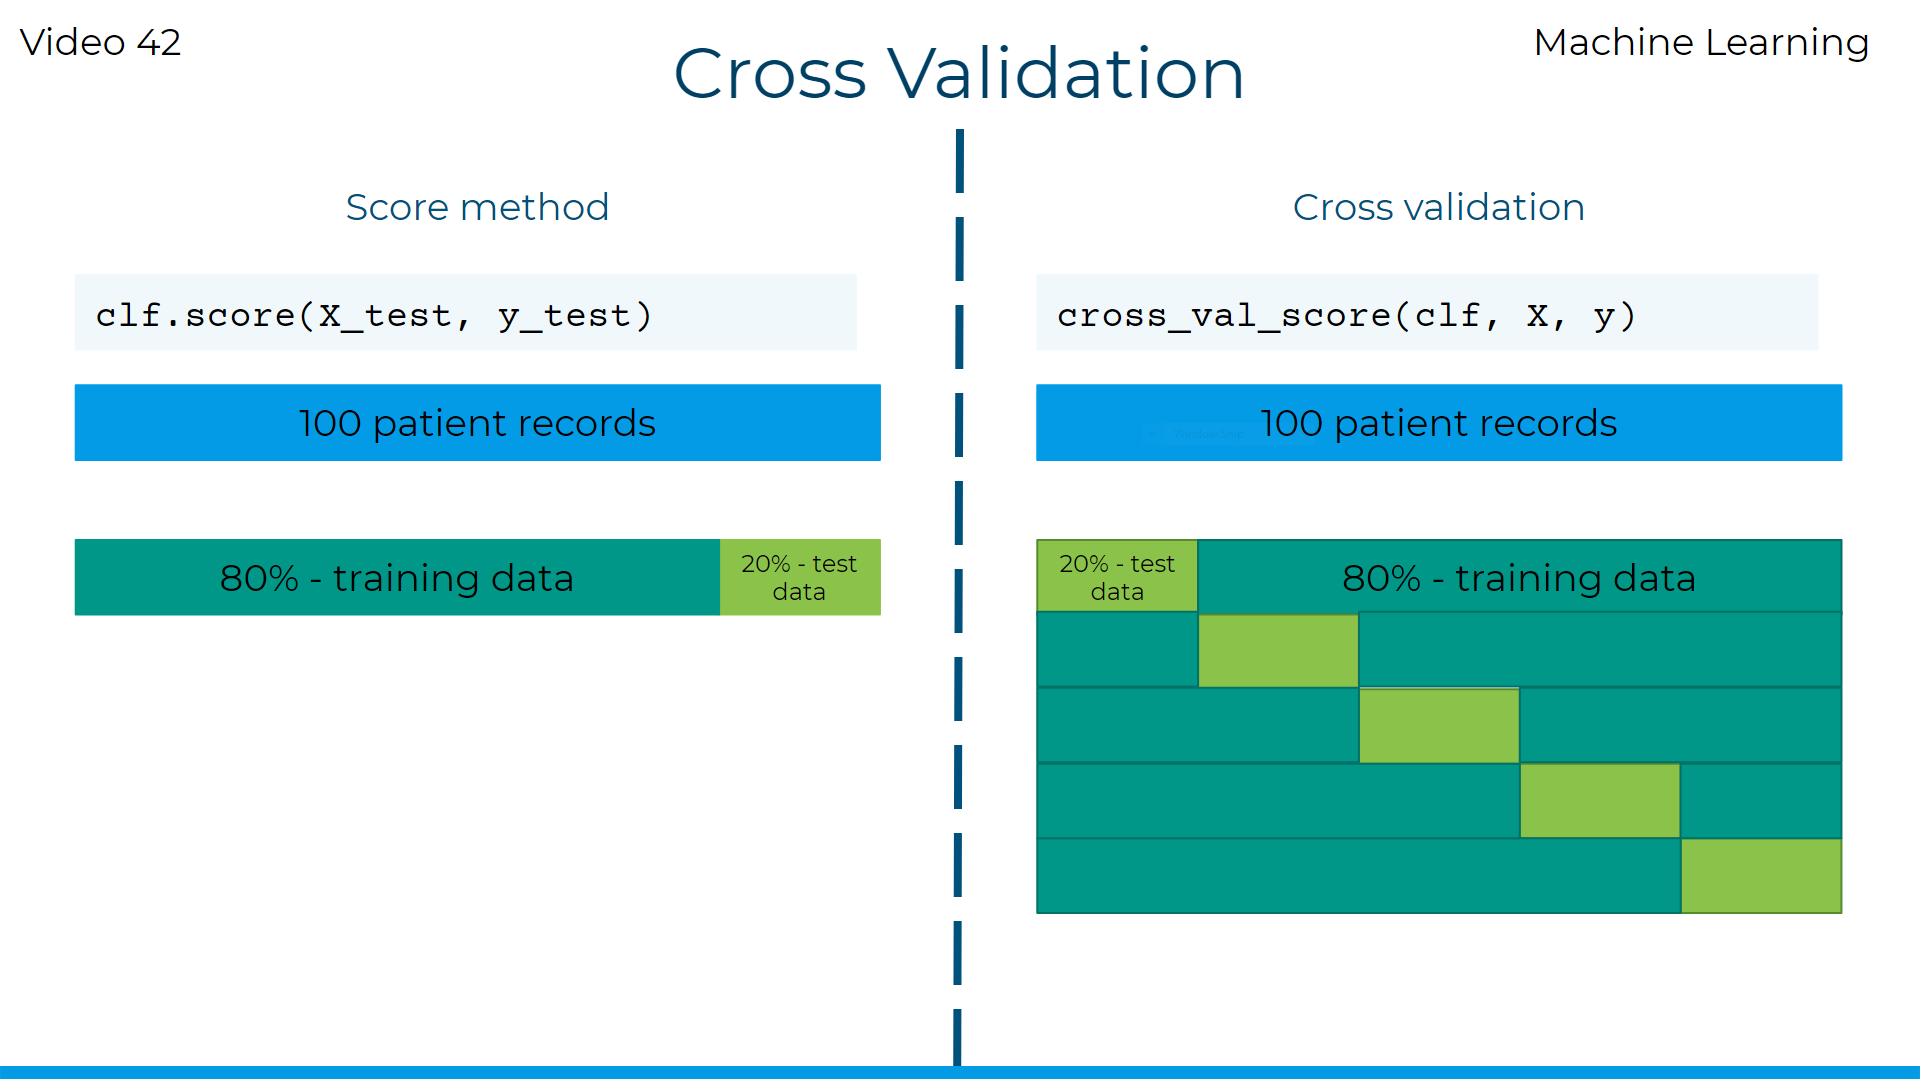 Video 42
Machine Learning
Cross Validation
Score method
clf.score(X_test, y_test)
100 patient records
80% - training data
20% - test
data
Cross validation
cross_val_score(clf, X, y)
100 patient records
20% - test
data
80% - training data